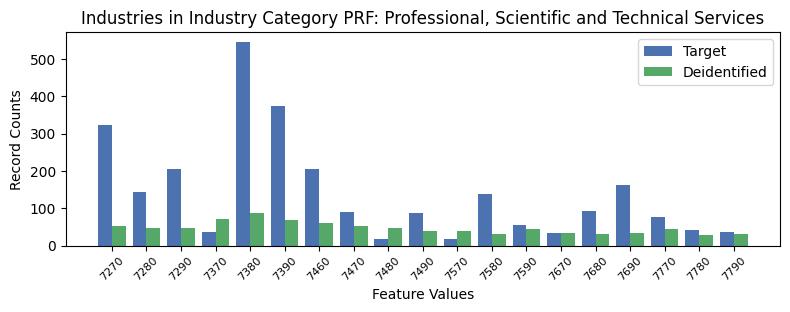 Industries in Industry Category PRF: Professional, Scientific and Technical Services
Target
Deidentified
Record Counts
500
400
300
200
100
0
7270 7280 7290 7370 7380 7390 7460 7470 7480 7490 7570 7580 7590 7670 7680 7690 7770 7780 7790
Feature Values